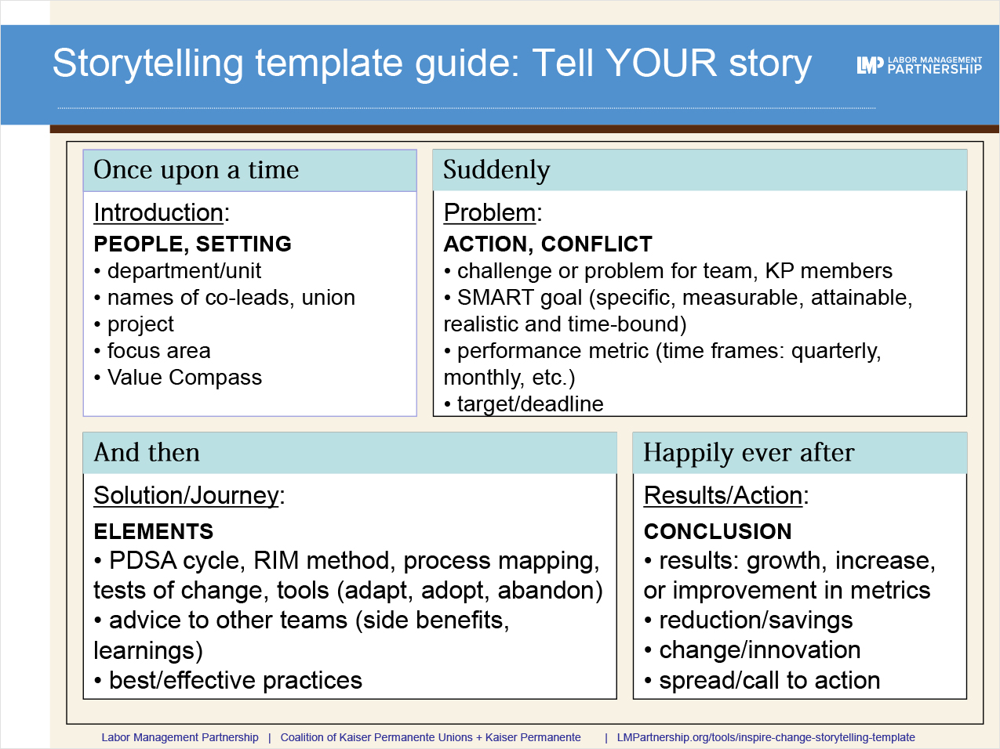 Storytelling template guide: Tell YOUR story
LMP LABOR MANAGEMENT
PARTNERSHIP
Once upon a time
Introduction:
PEOPLE, SETTING
• department/unit
• names of co-leads, union
• project
• focus area
• Value Compass
Suddenly
Problem:
ACTION, CONFLICT
• challenge or problem for team, KP members
• SMART goal (specific, measurable, attainable,
realistic and time-bound)
• performance metric (time frames: quarterly,
monthly, etc.)
• target/deadline
And then
Solution/Journey:
ELEMENTS
• PDSA cycle, RIM method, process mapping,
tests of change, tools (adapt, adopt, abandon)
• advice to other teams (side benefits,
learnings)
• best/effective practices
Happily ever after
Results/Action:
CONCLUSION
• results: growth, increase,
or improvement in metrics
• reduction/savings
• change/innovation
• spread/call to action
Labor Management Partnership | Coalition of Kaiser Permanente Unions + Kaiser Permanente | LMPartnership.org/tools/inspire-change-storytelling-template